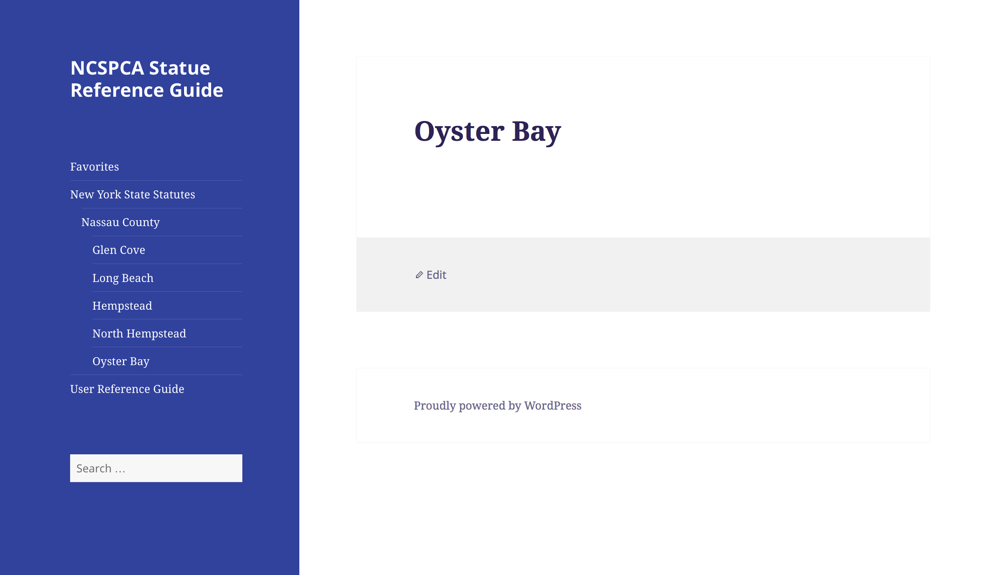 NCSPCA Statue
Reference Guide
Favorites
New York State Statutes
Nassau County
Glen Cove
Long Beach
Hempstead
North Hempstead
Oyster Bay
User Reference Guide
Search …
Oyster Bay
Edit
Proudly powered by WordPress